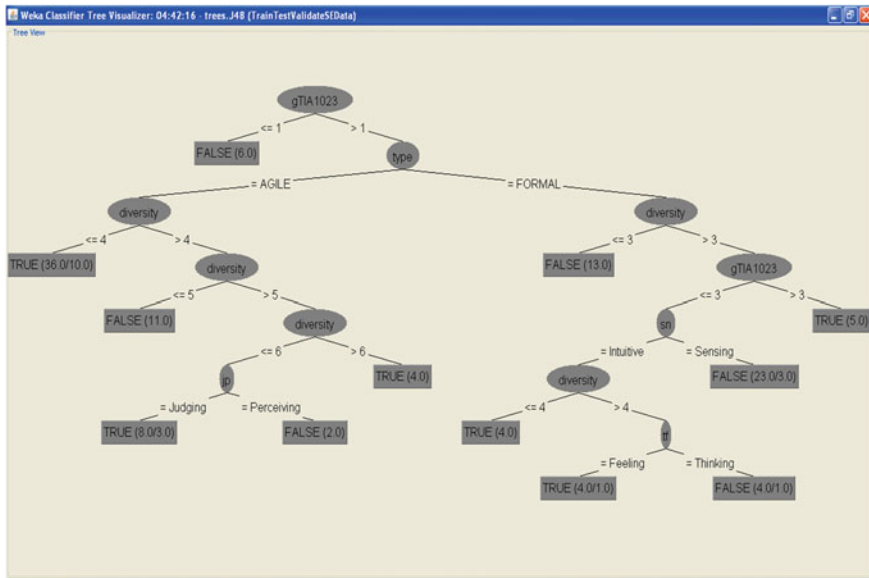 Weka Classifier Tree Visualizer: 04:42:16 - trees.J48 (TrainTestValidateSEData)
Tree View
gTIA1023
<= 1 > 1
FALSE (6.0) type
= AGILE = FORMAL
diversity diversity
<= 4 > 4 <= 3 > 3
TRUE (36.0/10.0) diversity FALSE (13.0) gTIA1023
<= 5 > 5 <= 3 > 3
FALSE (11.0) diversity sn TRUE (5.0)
<= 6 > 6 = Intuitive = Sensing
jp TRUE (4.0) diversity FALSE (23.0/3.0)
= Judging = Perceiving <= 4 > 4
TRUE (8.0/3.0) FALSE (2.0) TRUE (4.0) tf
= Feeling = Thinking
TRUE (4.0/1.0) FALSE (4.0/1.0)